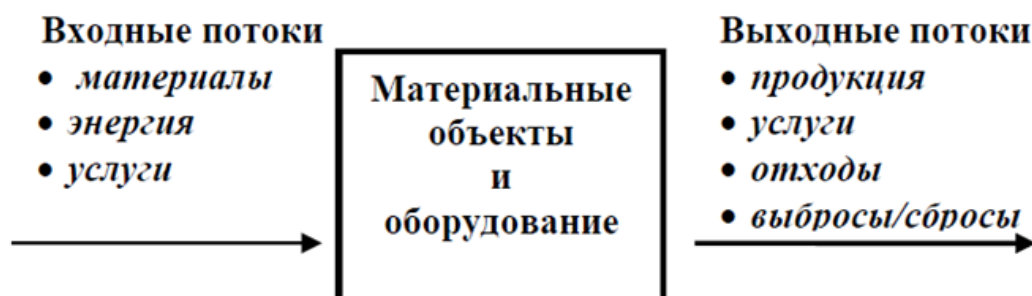 Входные потоки
• материалы
• энергия
• услуги
Материальные
объекты
и
оборудование
Выходные потоки
• продукция
• услуги
• отходы
• выбросы/сбросы